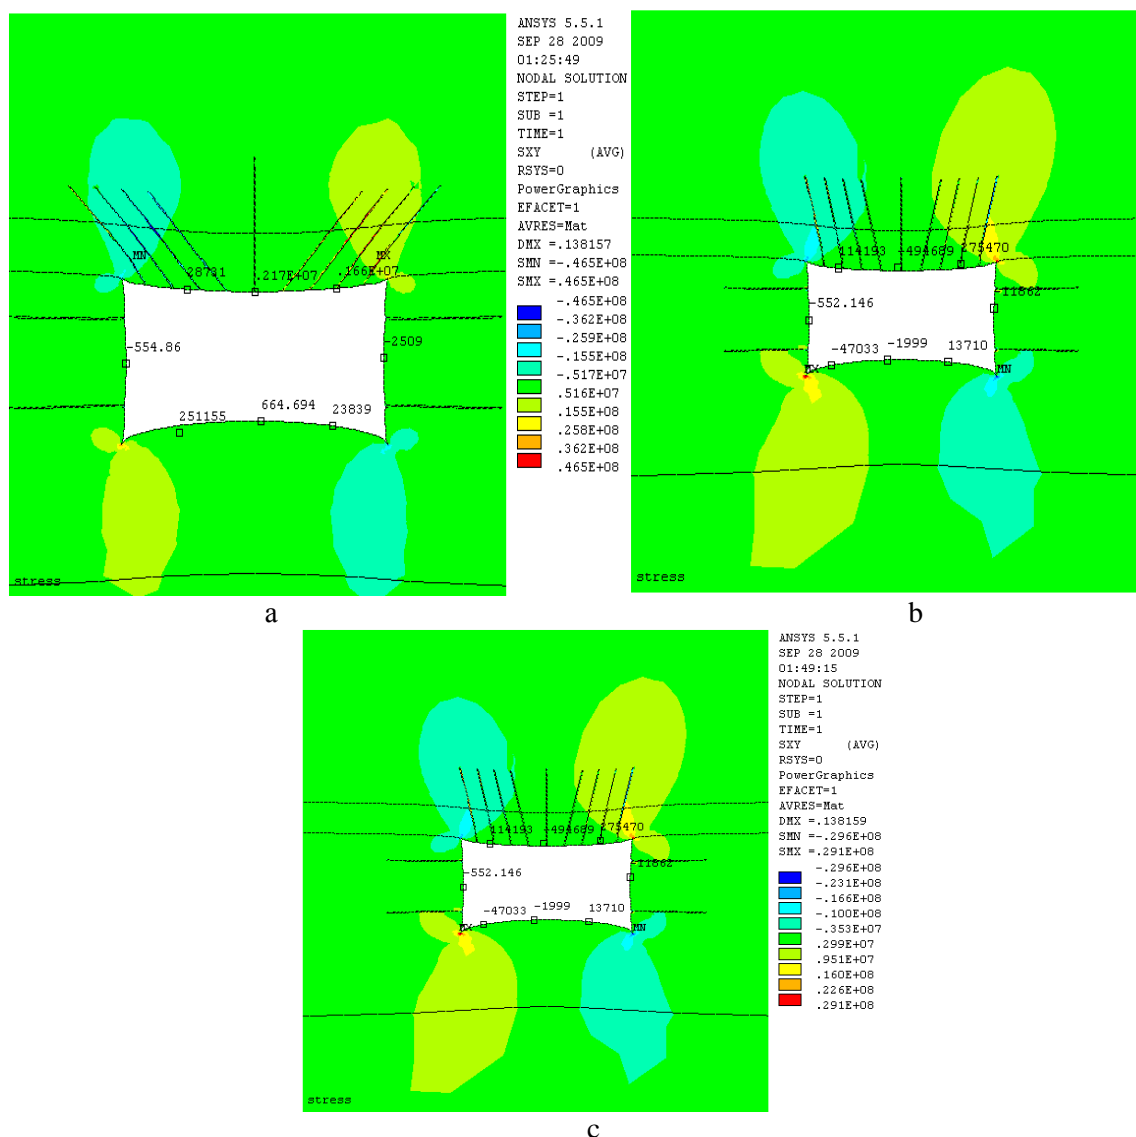 ANSYS 5.5.1
SEP 28 2009
01:25:49
NODAL SOLUTION
STEP=1
SUB =1
TIME=1
SXY (AVG)
RSYS=0
PowerGraphics
EFACET=1
AVRES=Mat
DMX =.138157
SMN =-.465E+08
SMX =.465E+08
-.465E+08
-.362E+08
-.259E+08
-.155E+08
-.517E+07
.516E+07
.155E+08
.258E+08
.362E+08
.465E+08
MN
MX
28731
.217E+07
.166E+07
-554.86
-2509
251155
664.694
23839
stress
a
114193
-494689
275470
-552.146
-11862
-47033
-1999
13710
MX
MN
stress
b
ANSYS 5.5.1
SEP 28 2009
01:49:15
NODAL SOLUTION
STEP=1
SUB =1
TIME=1
SXY (AVG)
RSYS=0
PowerGraphics
EFACET=1
AVRES=Mat
DMX =.138159
SMN =-.296E+08
SMX =.291E+08
-.296E+08
-.231E+08
-.166E+08
-.100E+08
-.353E+07
.299E+07
.951E+07
.160E+08
.226E+08
.291E+08
114193
-494689
275470
-552.146
-11862
-47033
-1999
13710
MX
MN
stress
c